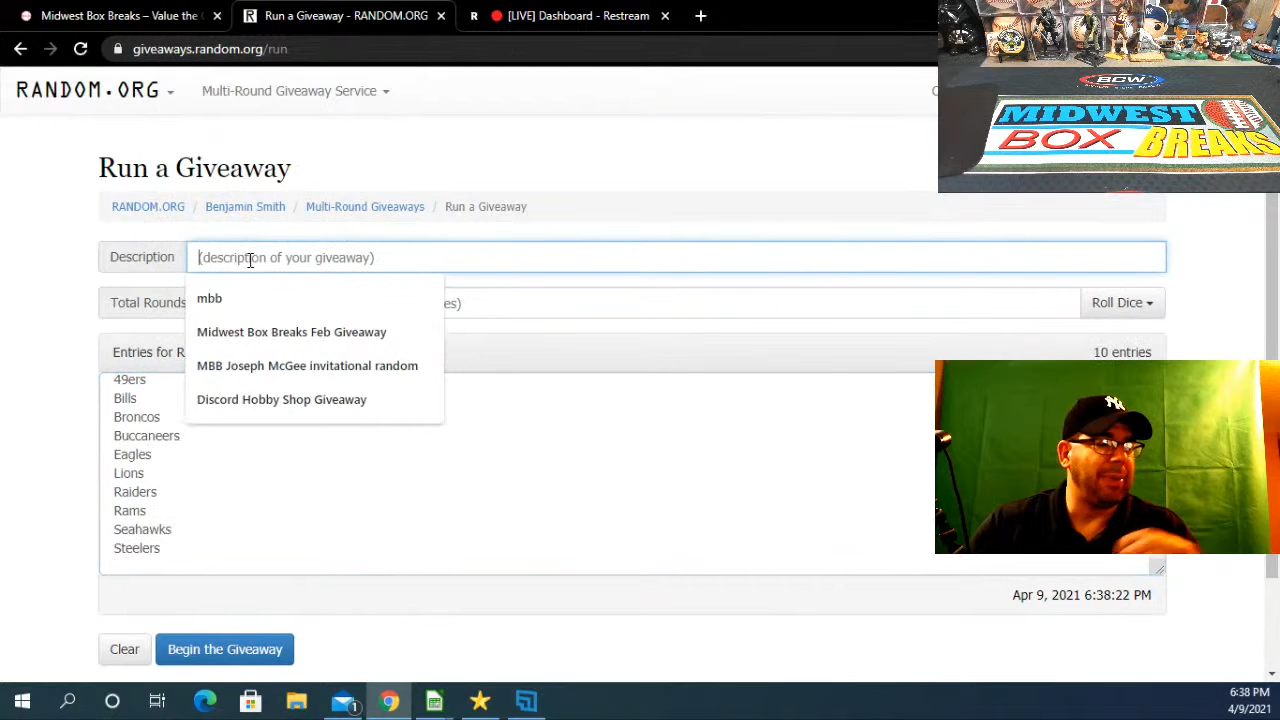 Midwest Box Breaks – Value the
Run a Giveaway - RANDOM.ORG
R [LIVE] Dashboard - Restream
giveaways.random.org/run
RANDOM.ORG
Multi-Round Giveaway Service
BCW
MIDWEST
BOX BREAKS
Run a Giveaway
RANDOM.ORG / Benjamin Smith / Multi-Round Giveaways / Run a Giveaway
Description
(description of your giveaway)
mbb
Midwest Box Breaks Feb Giveaway
MBB Joseph McGee invitational random
Discord Hobby Shop Giveaway
Total Rounds
Roll Dice
Entries for R
10 entries
49ers
Bills
Broncos
Buccaneers
Eagles
Lions
Raiders
Rams
Seahawks
Steelers
Apr 9, 2021 6:38:22 PM
Clear
Begin the Giveaway
1
6:38 PM
4/9/2021